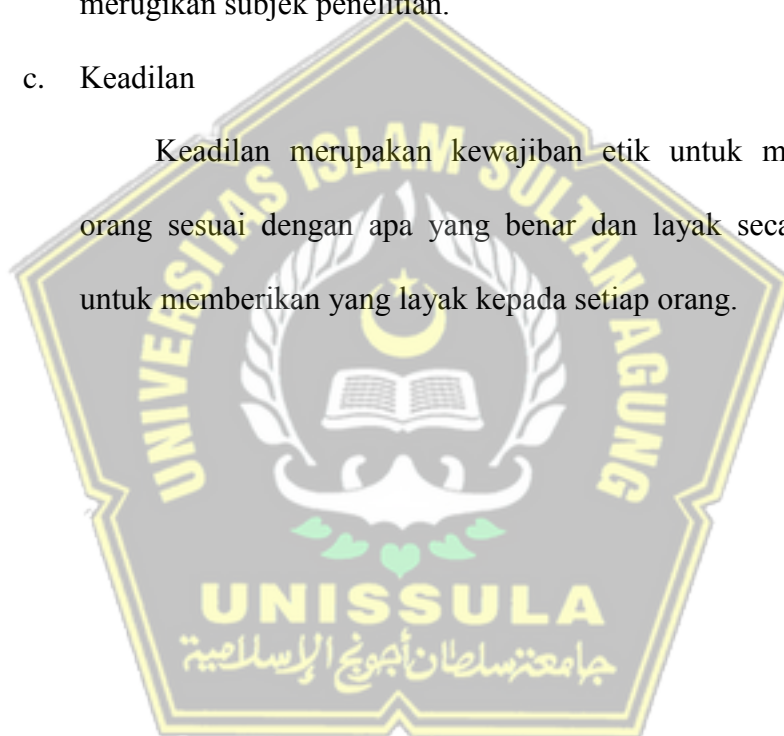 merugikan subjek penelitian.
c. Keadilan
Keadilan merupakan kewajiban etik untuk
orang sesuai dengan apa yang benar dan layak
untuk memberikan yang layak kepada setiap orang.
UNIVERSITAS ISLAM SULTAN AGUNG
UNISSULA
جامعة سلطان أجونج الإسلامية